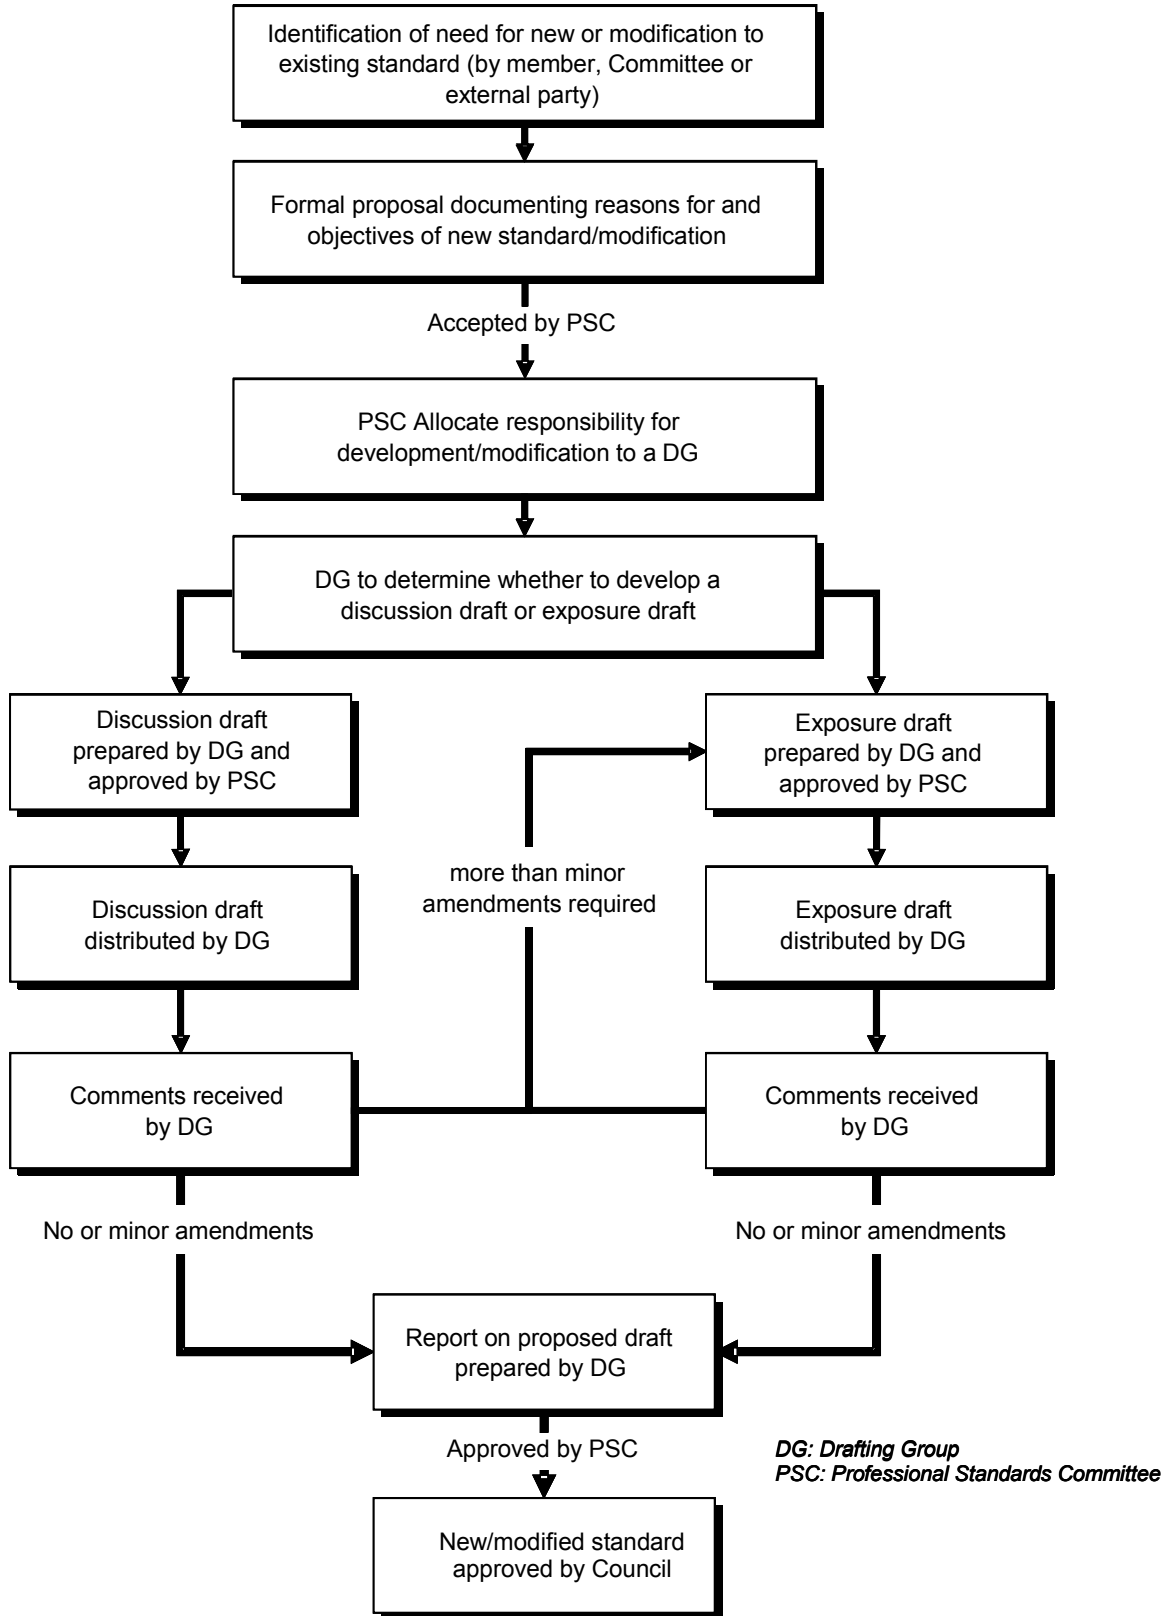 Identification of need for new or modification to
existing standard (by member, Committee or
external party)
Formal proposal documenting reasons for and
objectives of new standard/modification
Accepted by PSC
PSC Allocate responsibility for
development/modification to a DG
DG to determine whether to develop a
discussion draft or exposure draft
Discussion draft
prepared by DG and
approved by PSC
Exposure draft
prepared by DG and
approved by PSC
more than minor
amendments required
Discussion draft
distributed by DG
Exposure draft
distributed by DG
Comments received
by DG
Comments received
by DG
No or minor amendments
No or minor amendments
Report on proposed draft
prepared by DG
Approved by PSC
DG: Drafting Group
PSC: Professional Standards Committee
New/modified standard
approved by Council